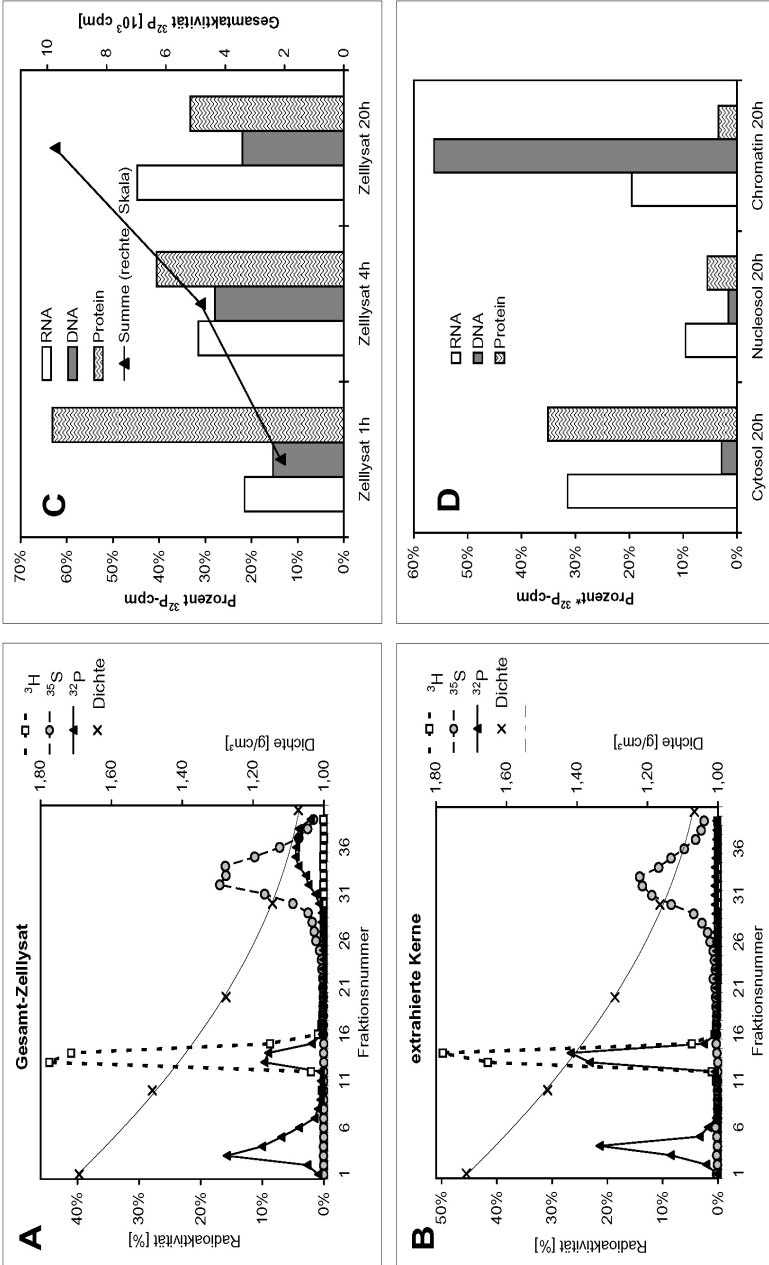 A
Gesamt-Zelllysat
³H
³⁵S
³²P
Dichte
Radioaktivität [%]
40%
30%
20%
10%
0%
Dichte [g/cm³]
1,80
1,60
1,40
1,20
1,00
1 6 11 16 21 26 31 36
Fraktionsnummer
B
extrahierte Kerne
³H
³⁵S
³²P
Dichte
Radioaktivität [%]
50%
40%
30%
20%
10%
0%
Dichte [g/cm³]
1,80
1,60
1,40
1,20
1,00
1 6 11 16 21 26 31 36
Fraktionsnummer
C
RNA
DNA
Protein
Summe (rechte Skala)
Prozent ³²P-cpm
70%
60%
50%
40%
30%
20%
10%
0%
Gesamtaktivität ³²P [10³ cpm]
10
8
6
4
2
0
Zelllysat 1h Zelllysat 4h Zelllysat 20h
D
RNA
DNA
Protein
Prozent* ³²P-cpm
60%
50%
40%
30%
20%
10%
0%
Cytosol 20h Nucleosol 20h Chromatin 20h